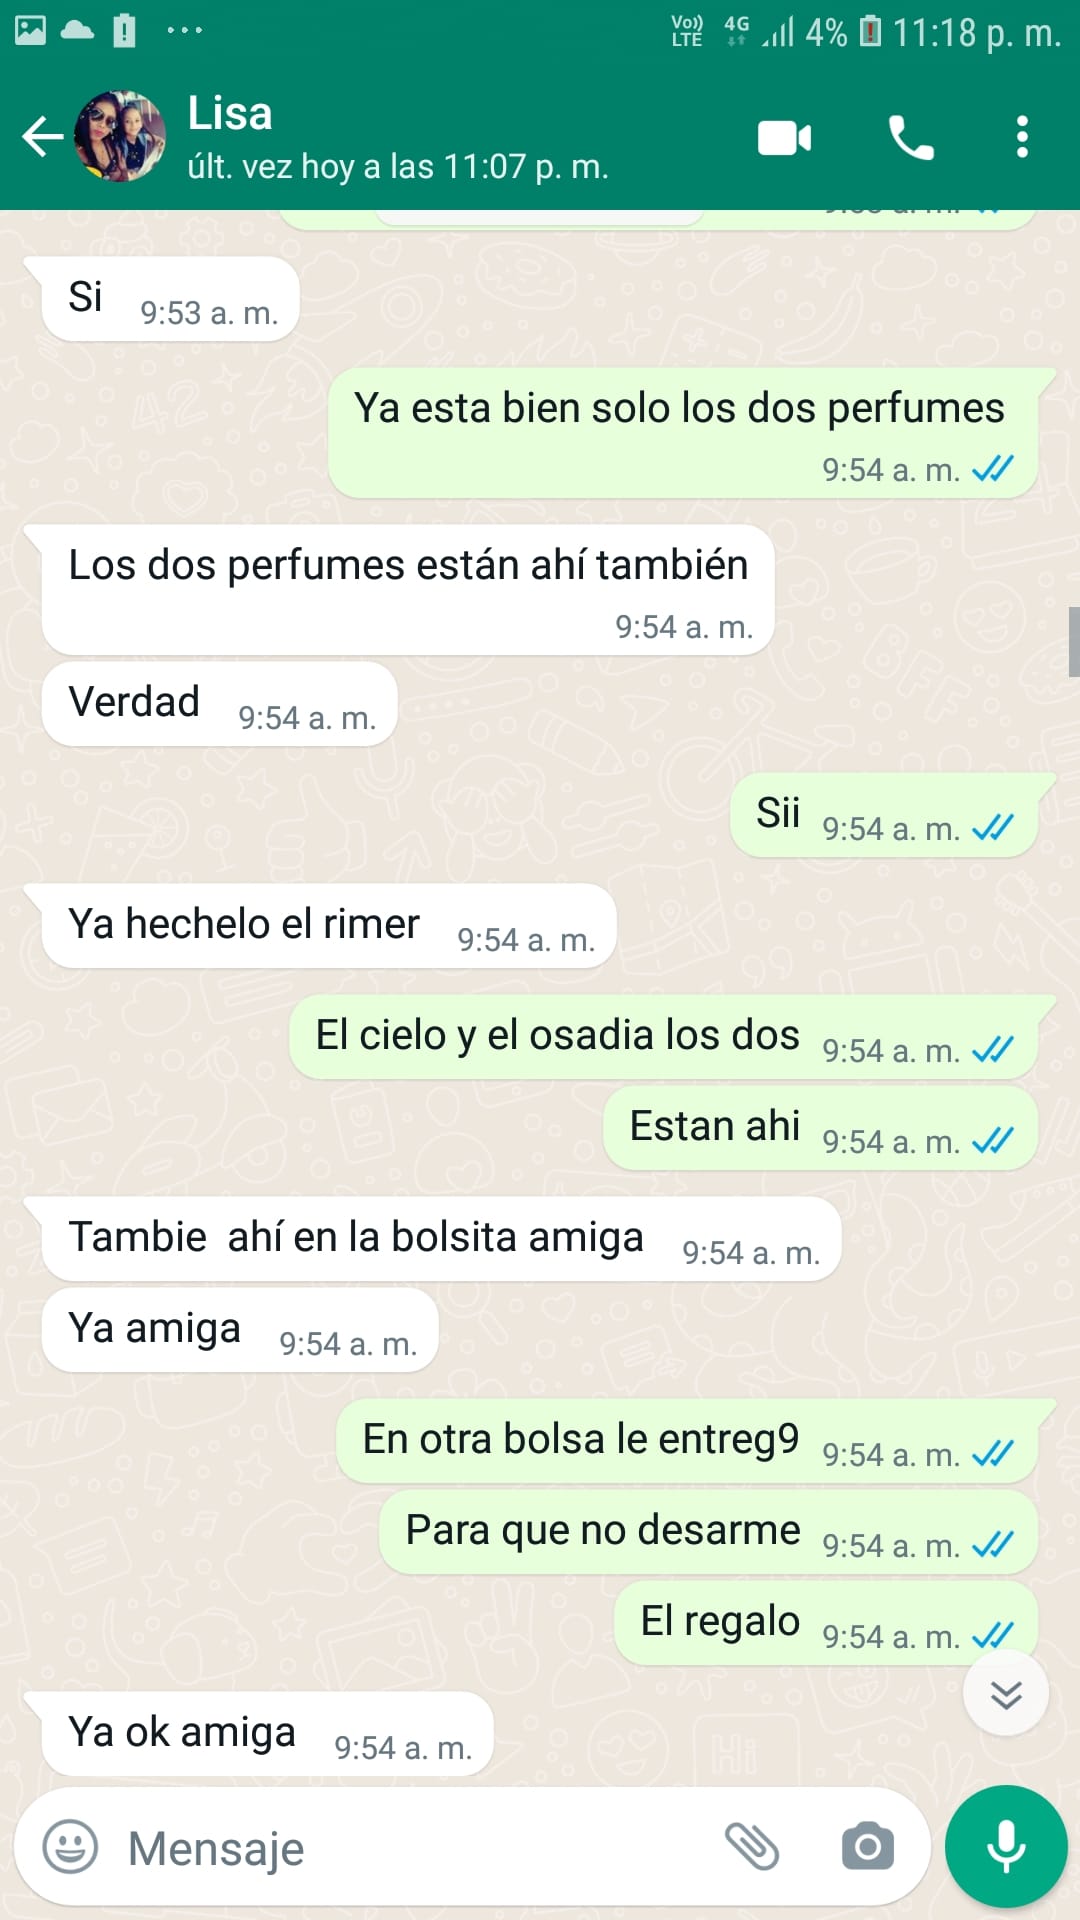 Vo)) LTE 4G 4% 11:18 p. m.
Lisa
últ. vez hoy a las 11:07 p. m.
Si 9:53 a. m.
Ya esta bien solo los dos perfumes
9:54 a. m.
Los dos perfumes están ahí también
9:54 a. m.
Verdad 9:54 a. m.
Sii 9:54 a. m.
Ya hechelo el rimer 9:54 a. m.
El cielo y el osadia los dos 9:54 a. m.
Estan ahi 9:54 a. m.
Tambie ahí en la bolsita amiga 9:54 a. m.
Ya amiga 9:54 a. m.
En otra bolsa le entreg9 9:54 a. m.
Para que no desarme 9:54 a. m.
El regalo 9:54 a. m.
Ya ok amiga 9:54 a. m.
Mensaje